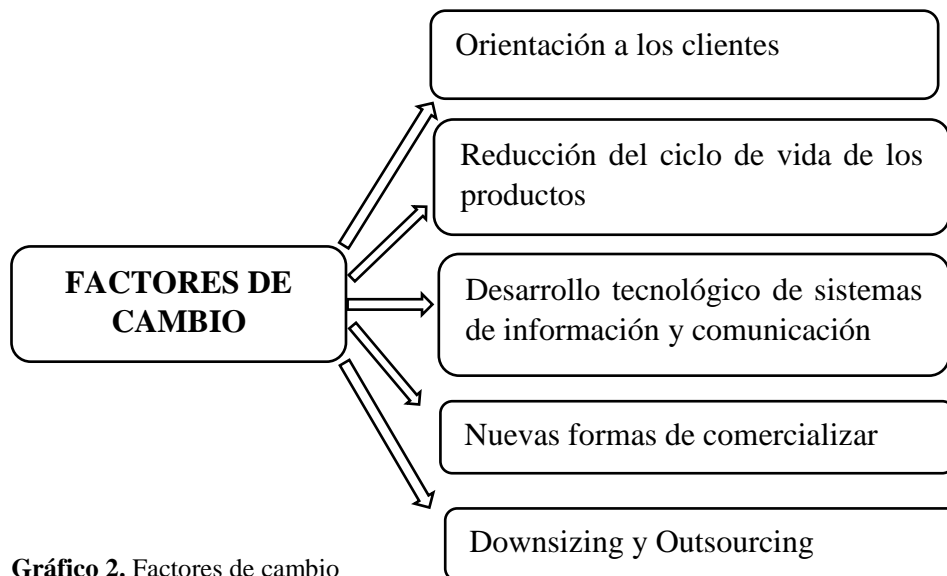 Orientación a los clientes
Reducción del ciclo de vida de los
productos
FACTORES DE
CAMBIO
Desarrollo tecnológico de sistemas
de información y comunicación
Nuevas formas de comercializar
Downsizing y Outsourcing
Gráfico 2. Factores de cambio